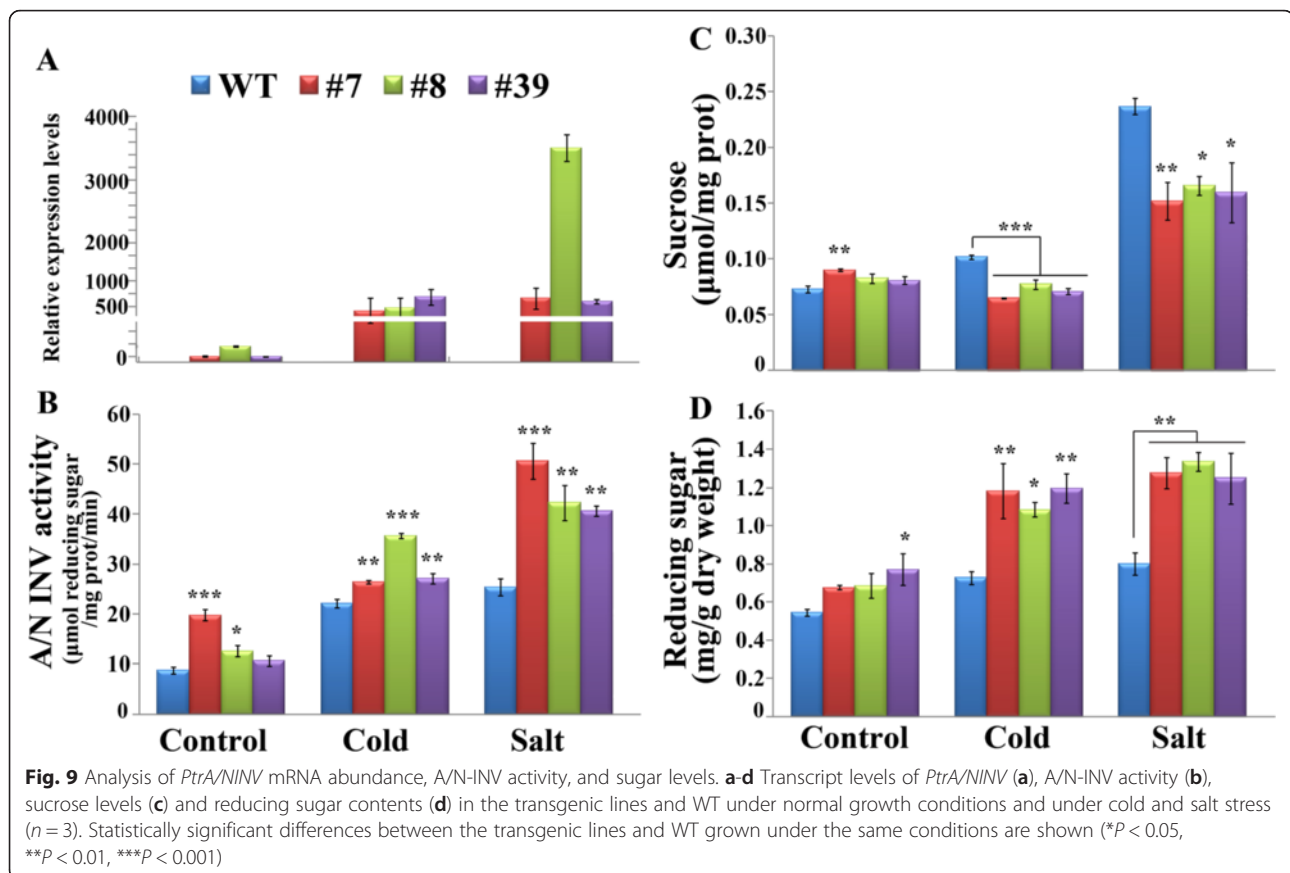 A
WT #7 #8 #39
Relative expression levels
4000
3000
2000
1000
500
0
B
A/N INV activity
(µmol reducing sugar
/mg prot/min)
60
50
40
30
20
10
0
***
*
**
***
**
***
**
**
Control Cold Salt
C
Sucrose
(µmol/mg prot)
0.30
0.25
0.20
0.15
0.10
0.05
0
**
***
**
*
*
D
Reducing sugar
(mg/g dry weight)
1.6
1.4
1.2
1.0
0.8
0.6
0.4
0.2
0
*
**
*
**
**
Control Cold Salt
Fig. 9 Analysis of PtrA/NINV mRNA abundance, A/N-INV activity, and sugar levels. a-d Transcript levels of PtrA/NINV (a), A/N-INV activity (b),
sucrose levels (c) and reducing sugar contents (d) in the transgenic lines and WT under normal growth conditions and under cold and salt stress
(n = 3). Statistically significant differences between the transgenic lines and WT grown under the same conditions are shown (*P < 0.05,
**P < 0.01, ***P < 0.001)